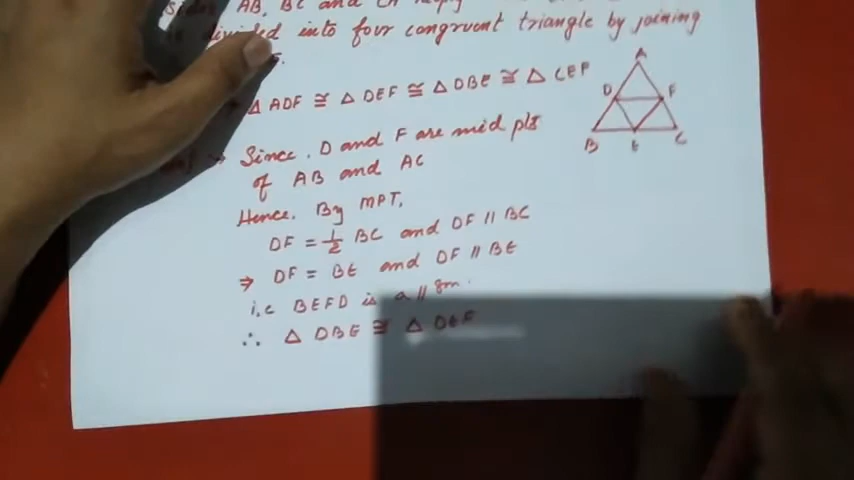 AB, BC and CA
divided into four congruent triangle by joining
△ ADF ≅ △ DEF ≅ △ DBE ≅ △ CEF
Since. D and F are mid pts
of AB and AC
Hence. By MPT,
DF = 1/2 BC and DF || BC
⇒ DF = BE and DF || BE
i.e BEFD is a ||gm.
∴ △ DBE ≅ △ DEF
A
D F
B E C